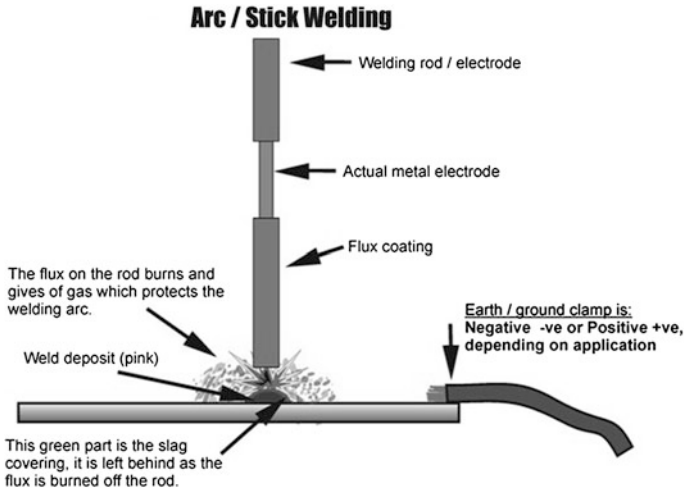 Arc / Stick Welding
Welding rod / electrode
Actual metal electrode
Flux coating
The flux on the rod burns and
gives of gas which protects the
welding arc.
Earth / ground clamp is:
Negative -ve or Positive +ve,
depending on application
Weld deposit (pink)
This green part is the slag
covering, it is left behind as the
flux is burned off the rod.